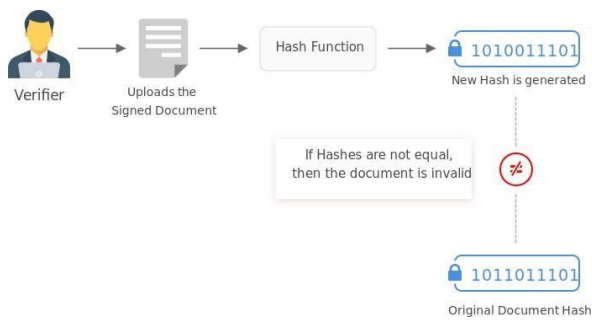 Verifier
Uploads the
Signed Document
Hash Function
1010011101
New Hash is generated
If Hashes are not equal,
then the document is invalid
≠
1011011101
Original Document Hash